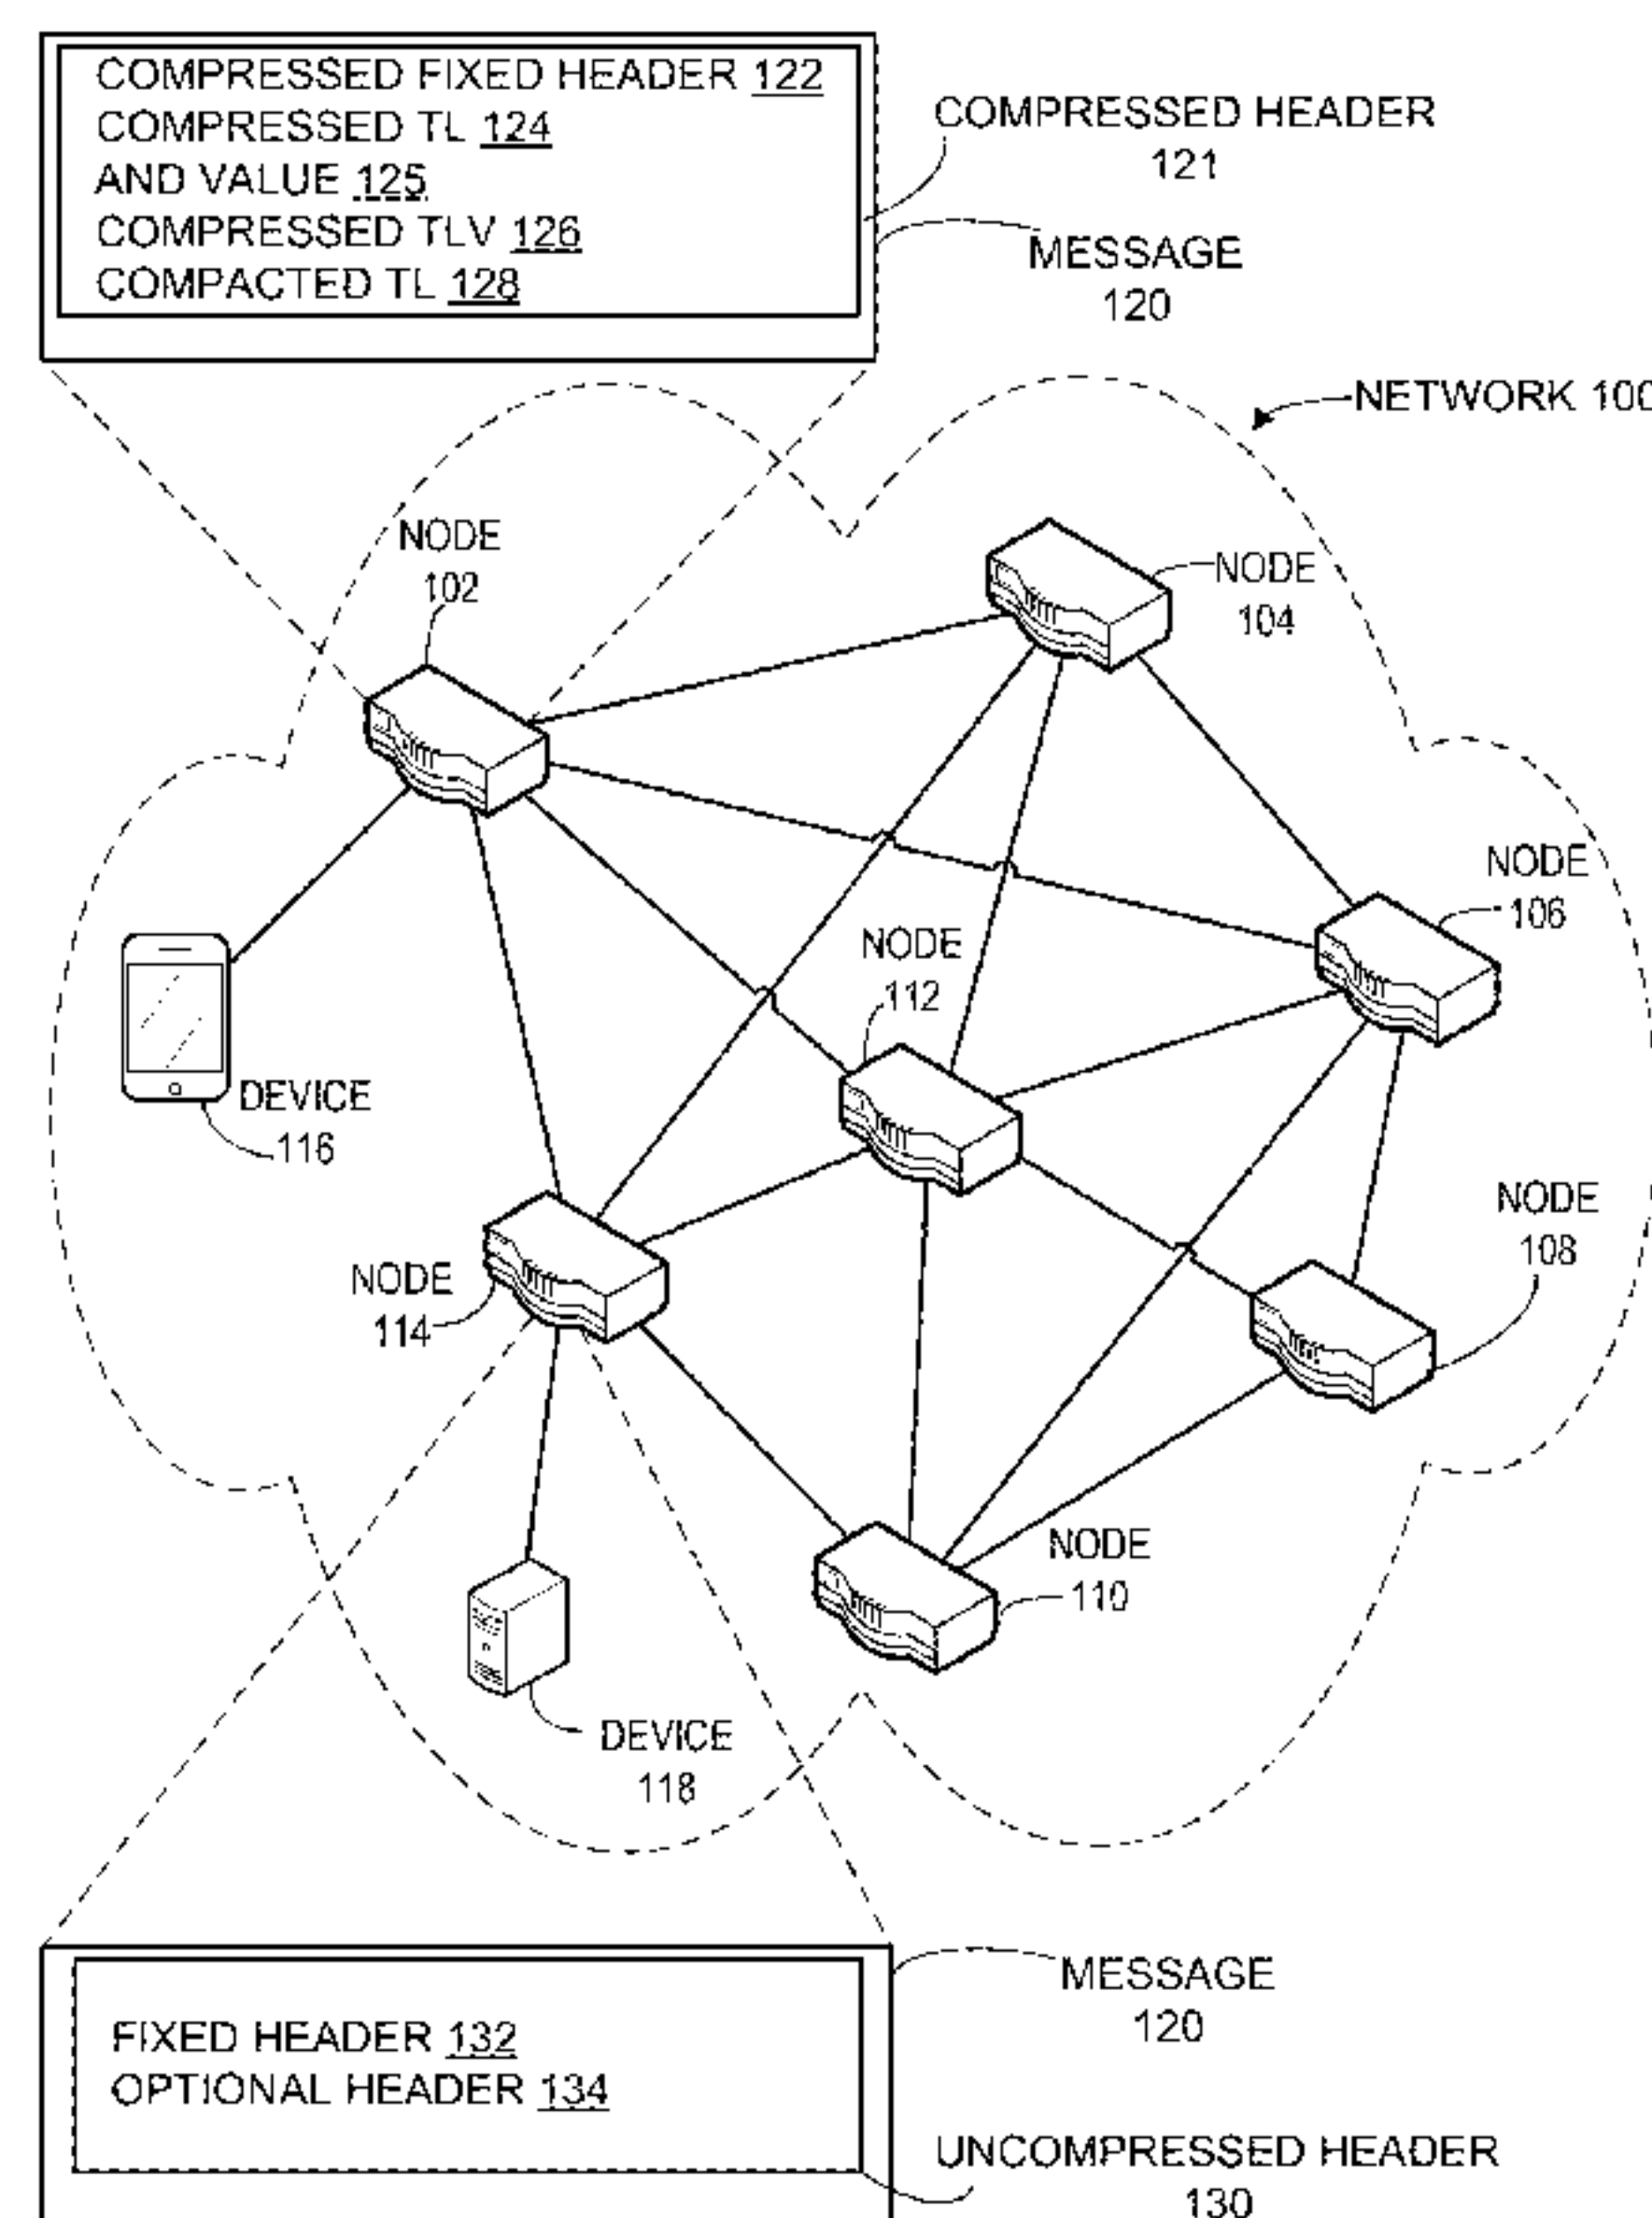 COMPRESSED FIXED HEADER 122
COMPRESSED TL 124
AND VALUE 125
COMPRESSED TLV 126
COMPACTED TL 128
COMPRESSED HEADER
121
MESSAGE
120
NETWORK 100
NODE
102
NODE
104
NODE
106
NODE
112
DEVICE
116
NODE
108
NODE
114
NODE
110
DEVICE
118
MESSAGE
120
FIXED HEADER 132
OPTIONAL HEADER 134
UNCOMPRESSED HEADER
130